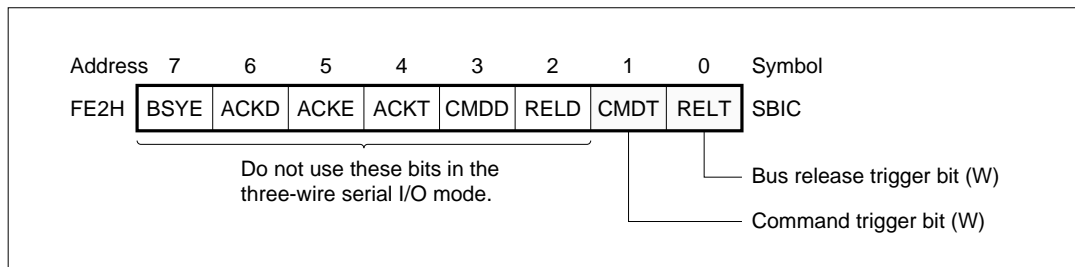 Address 7 6 5 4 3 2 1 0 Symbol
FE2H BSYE ACKD ACKE ACKT CMDD RELD CMDT RELT SBIC
Do not use these bits in the
three-wire serial I/O mode.
Bus release trigger bit (W)
Command trigger bit (W)